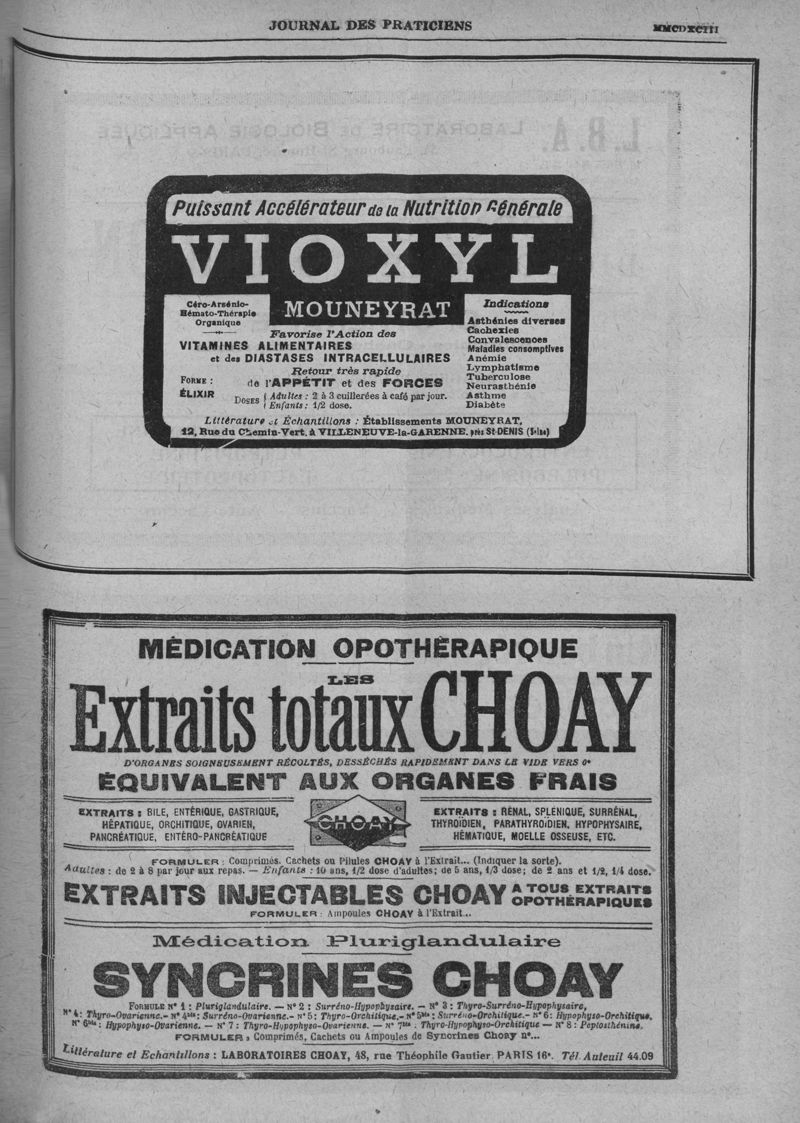 JOURNAL DES PRATICIENS
MMCDXCIII
L.B.A. LABORATOIRE DE BIOLOGIE APPLIQUÉE
Puissant Accélérateur de la Nutrition Générale
VIOXYL
MOUNEYRAT
Céro-Arsénio-
Hémato-Thérapie
Organique
Favorise l'Action des
VITAMINES ALIMENTAIRES
et des DIASTASES INTRACELLULAIRES
Retour très rapide
de l'APPÉTIT et des FORCES
FORME :
ÉLIXIR
DOSES Adultes : 2 à 3 cuillerées à café par jour.
Enfants : 1/2 dose.
Indications
Asthénies diverses
Cachexies
Convalescences
Maladies consomptives
Anémie
Lymphatisme
Tuberculose
Neurasthénie
Asthme
Diabète
Littérature et Échantillons : Établissements MOUNEYRAT,
12, Rue du Chemin-Vert, à VILLENEUVE-la-GARENNE, près St-DENIS (Seine)
MÉDICATION OPOTHÉRAPIQUE
LES
Extraits totaux CHOAY
D'ORGANES SOIGNEUSEMENT RÉCOLTÉS, DESSÉCHÉS RAPIDEMENT DANS LE VIDE VERS 0°
ÉQUIVALENT AUX ORGANES FRAIS
EXTRAITS : BILE, ENTÉRIQUE, GASTRIQUE,
HÉPATIQUE, ORCHITIQUE, OVARIEN,
PANCRÉATIQUE, ENTÉRO-PANCRÉATIQUE
CHOAY
EXTRAITS : RÉNAL, SPLÉNIQUE, SURRÉNAL,
THYROÏDIEN, PARATHYROÏDIEN, HYPOPHYSAIRE,
HÉMATIQUE, MOELLE OSSEUSE, ETC.
FORMULER : Comprimés. Cachets ou Pilules CHOAY à l'Extrait... (Indiquer la sorte).
Adultes : de 2 à 8 par jour aux repas. — Enfants : 10 ans, 1/2 dose d'adultes; de 5 ans, 1/3 dose; de 2 ans et 1/2, 1/4 dose.
EXTRAITS INJECTABLES CHOAY A TOUS EXTRAITS OPOTHÉRAPIQUES
FORMULER : Ampoules CHOAY à l'Extrait...
Médication Pluriglandulaire
SYNCRINES CHOAY
FORMULE N° 1 : Pluriglandulaire. — N° 2 : Surréno-Hypophysaire. — N° 3 : Thyro-Surréno-Hypophysaire,
N° 4 : Thyro-Ovarienne. — N° 4bis : Surréno-Ovarienne. — N° 5 : Thyro-Orchitique. — N° 5bis : Surréno-Orchitique. — N° 6 : Hypophyso-Orchitique,
N° 6bis : Hypophyso-Ovarienne. — N° 7 : Thyro-Hypophyso-Ovarienne. — N° 7bis : Thyro-Hypophyso-Orchitique — N° 8 : Peptosthénine.
FORMULER : Comprimés, Cachets ou Ampoules de Syncrines Choay n°...
Littérature et Echantillons : LABORATOIRES CHOAY, 48, rue Théophile Gautier, PARIS 16e. Tél. Auteuil 44.09